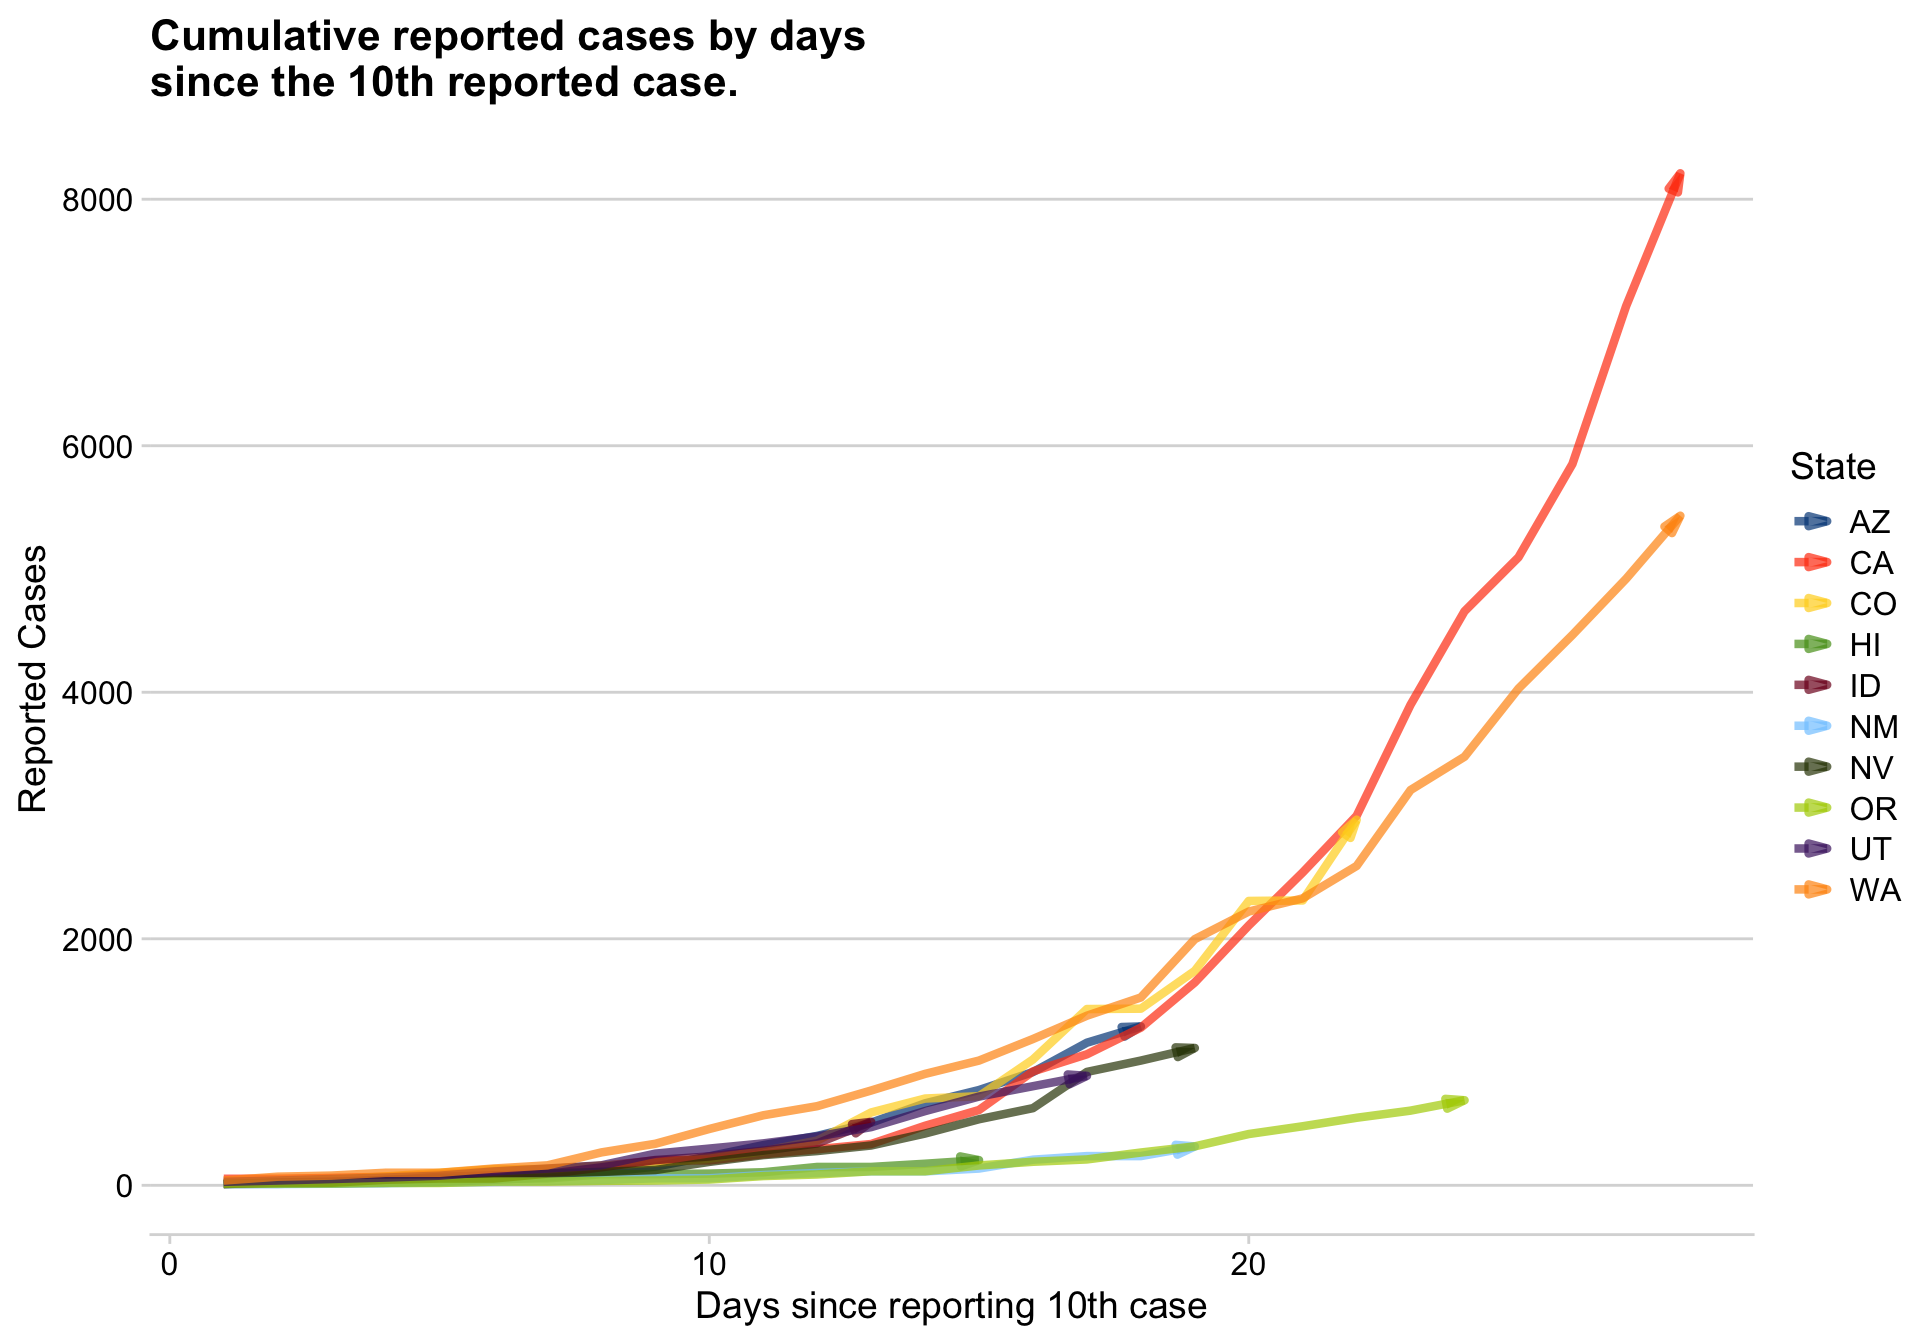 Cumulative reported cases by days
since the 10th reported case.
8000
6000
4000
2000
0
Reported Cases
0
10
20
Days since reporting 10th case
State
AZ
CA
CO
HI
ID
NM
NV
OR
UT
WA